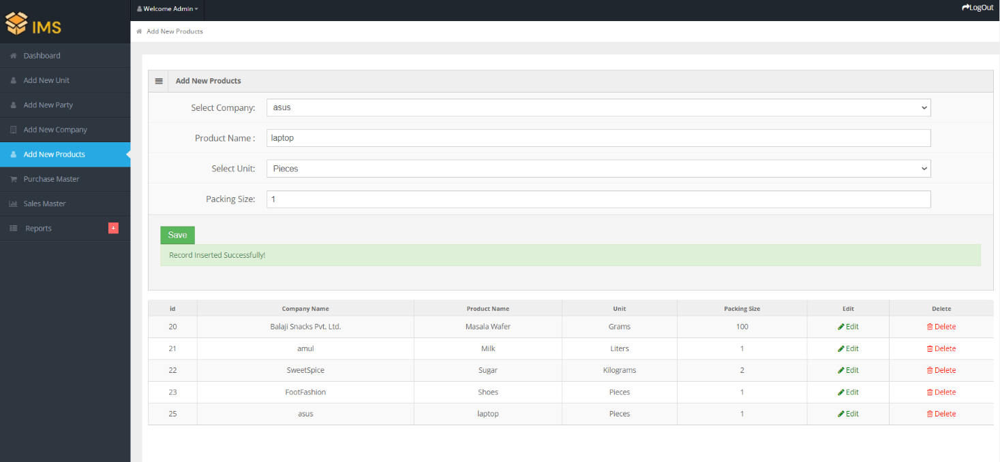 IMS
Welcome Admin
LogOut
Add New Products
Dashboard
Add New Unit
Add New Party
Add New Company
Add New Products
Purchase Master
Sales Master
Reports +
Add New Products
Select Company: asus
Product Name : laptop
Select Unit: Pieces
Packing Size: 1
Save
Record Inserted Successfully!
id Company Name Product Name Unit Packing Size Edit Delete
20 Balaji Snacks Pvt. Ltd. Masala Wafer Grams 100 Edit Delete
21 amul Milk Liters 1 Edit Delete
22 SweetSpice Sugar Kilograms 2 Edit Delete
23 FootFashion Shoes Pieces 1 Edit Delete
25 asus laptop Pieces 1 Edit Delete